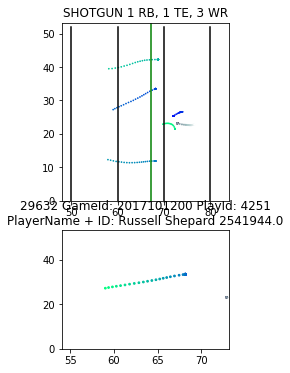 SHOTGUN 1 RB, 1 TE, 3 WR
50
40
30
20
10
0
50 60 70 80
29632 GameId: 2017101200 PlayId: 4251
PlayerName + ID: Russell Shepard 2541944.0
40
20
0
55 60 65 70